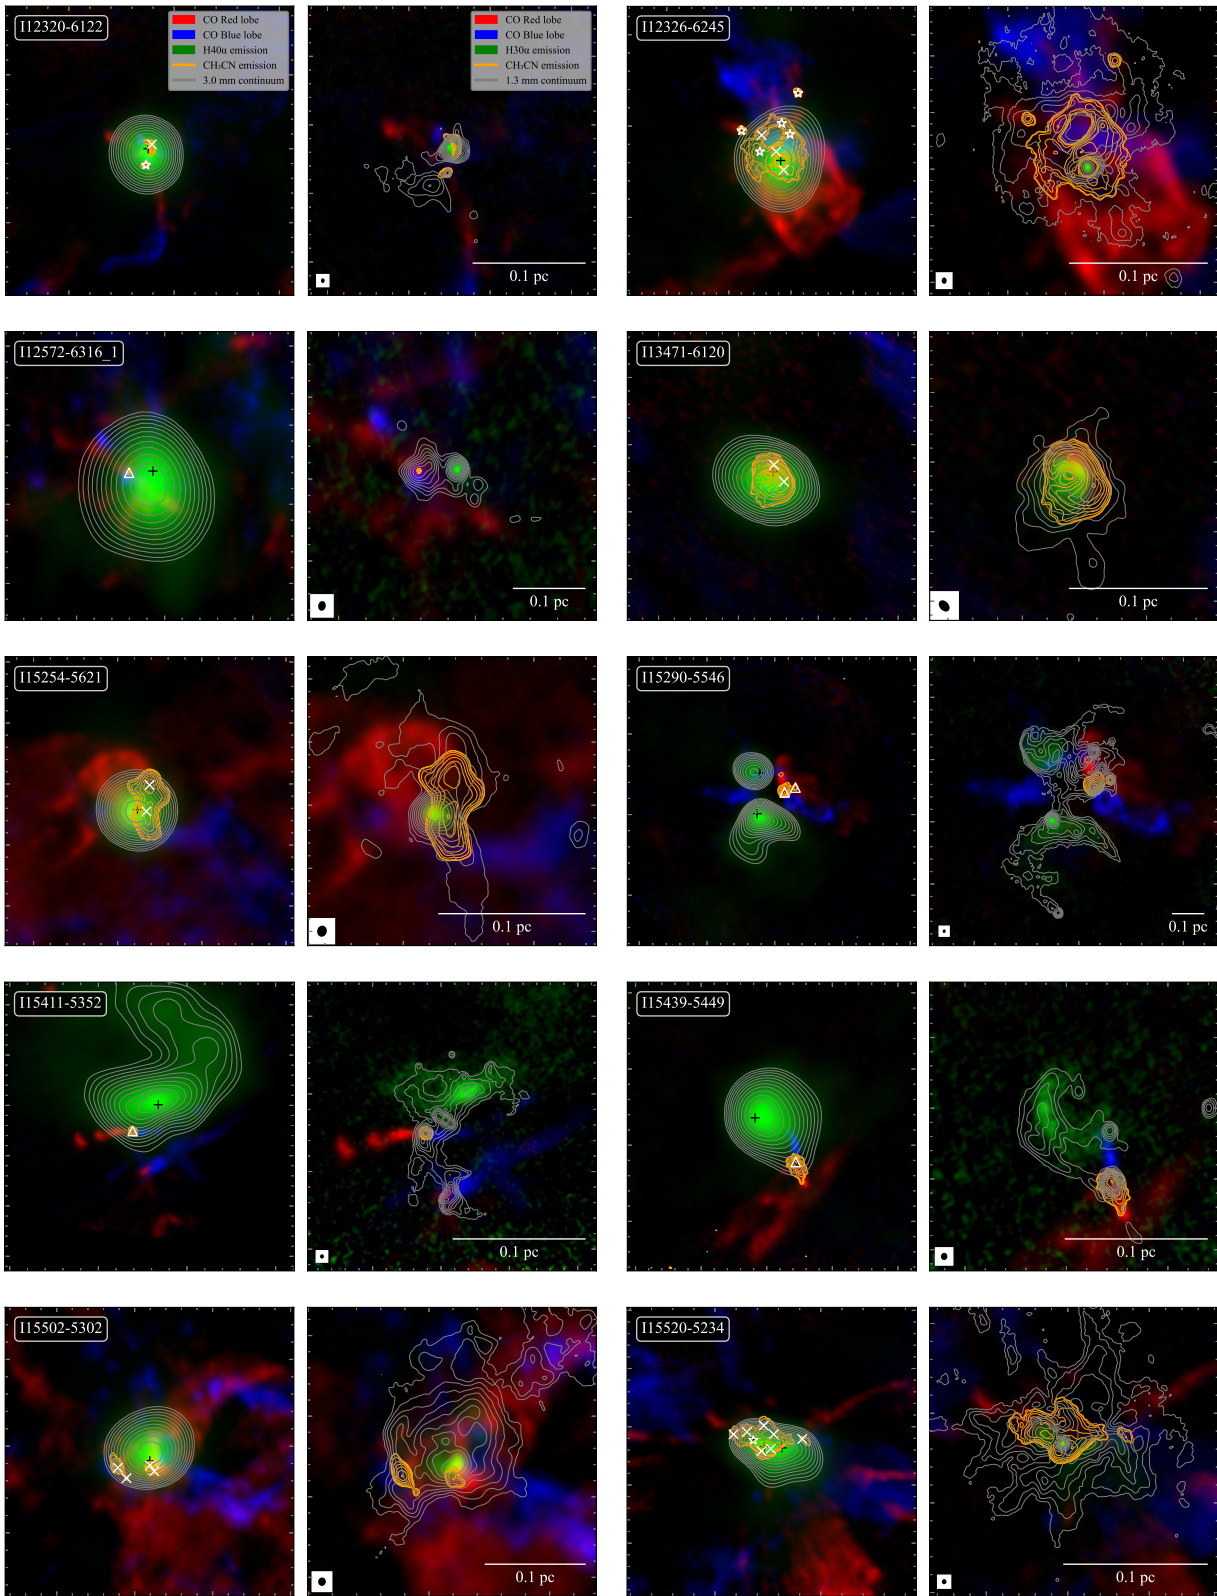 I12320-6122
CO Red lobe
CO Blue lobe
H40α emission
CH₃CN emission
3.0 mm continuum
CO Red lobe
CO Blue lobe
H30α emission
CH₃CN emission
1.3 mm continuum
0.1 pc
I12326-6245
0.1 pc
I12572-6316_1
0.1 pc
I13471-6120
0.1 pc
I15254-5621
0.1 pc
I15290-5546
0.1 pc
I15411-5352
0.1 pc
I15439-5449
0.1 pc
I15502-5302
0.1 pc
I15520-5234
0.1 pc